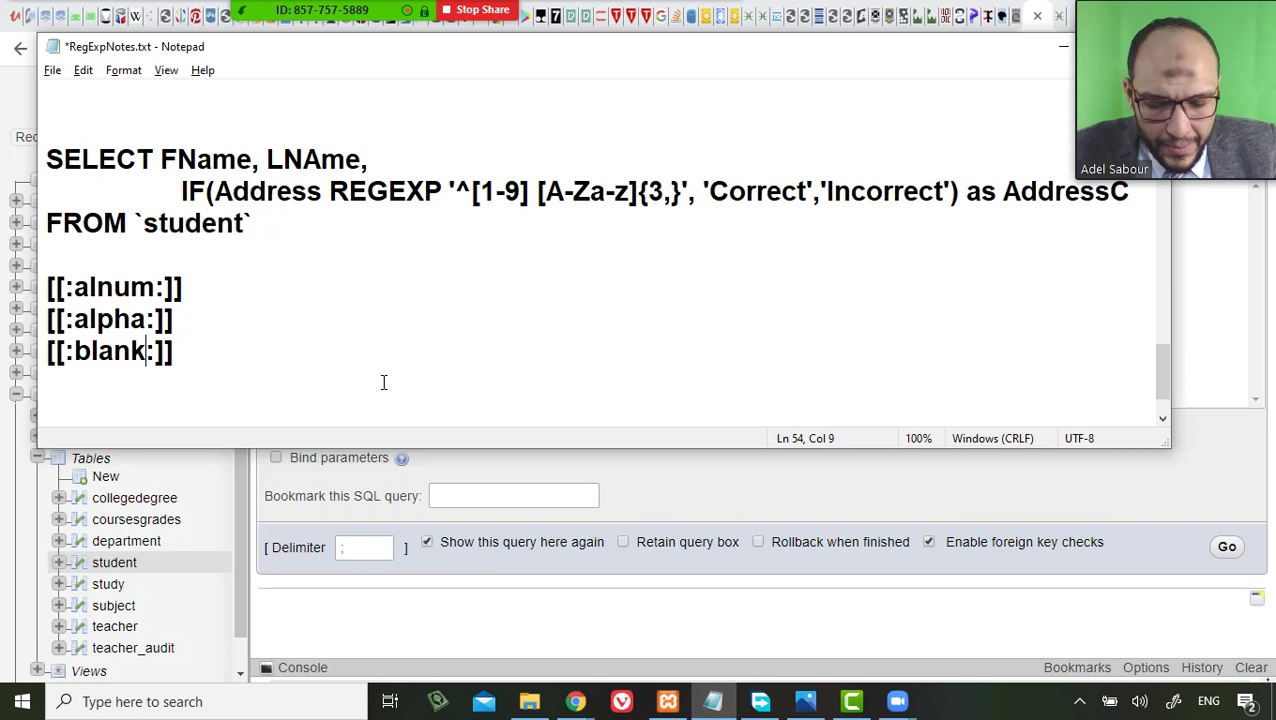 ID: 857-757-5889
Stop Share
*RegExpNotes.txt - Notepad
File Edit Format View Help
Adel Sabour
SELECT FName, LNAme,
IF(Address REGEXP '^[1-9] [A-Za-z]{3,}', 'Correct','Incorrect') as AddressC
FROM `student`
[[:alnum:]]
[[:alpha:]]
[[:blank:]]
Ln 54, Col 9
100%
Windows (CRLF)
UTF-8
Tables
New
collegedegree
coursesgrades
department
student
study
subject
teacher
teacher_audit
Views
Bind parameters
Bookmark this SQL query:
[ Delimiter ; ] Show this query here again Retain query box Rollback when finished Enable foreign key checks Go
Console
Bookmarks Options History Clear
Type here to search
ENG
2